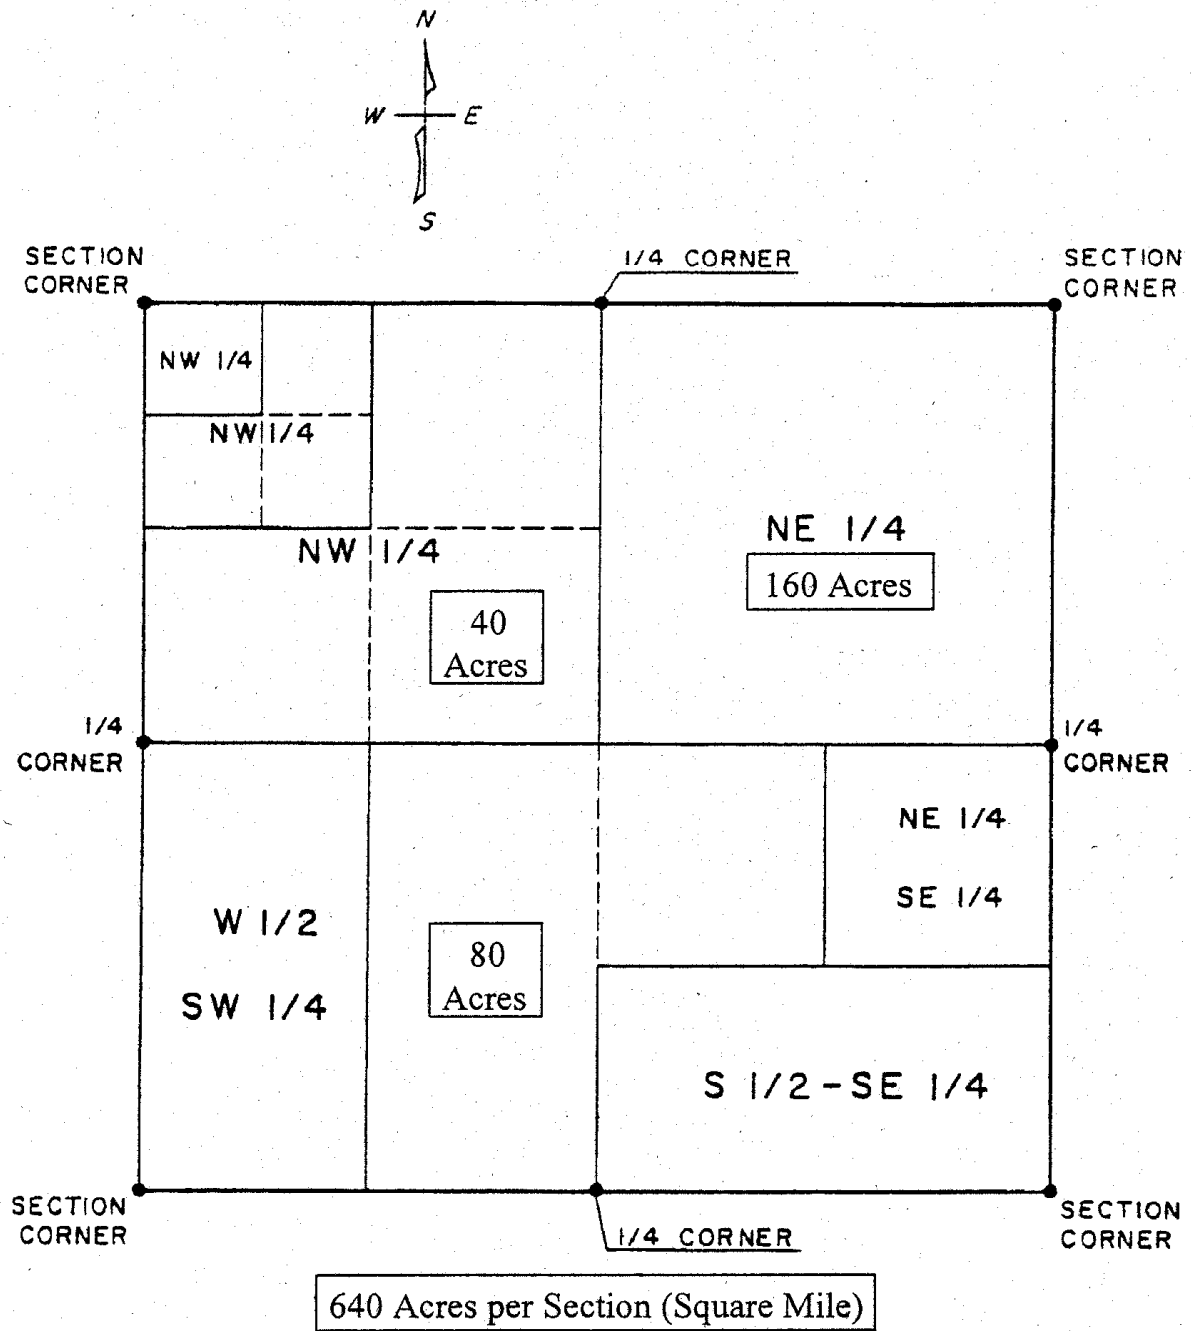 N
W E
S
SECTION
CORNER
1/4 CORNER
SECTION
CORNER
NW 1/4
NW 1/4
NW 1/4
NE 1/4
160 Acres
40
Acres
1/4
CORNER
1/4
CORNER
NE 1/4
SE 1/4
W 1/2
SW 1/4
80
Acres
S 1/2-SE 1/4
SECTION
CORNER
1/4 CORNER
SECTION
CORNER
640 Acres per Section (Square Mile)